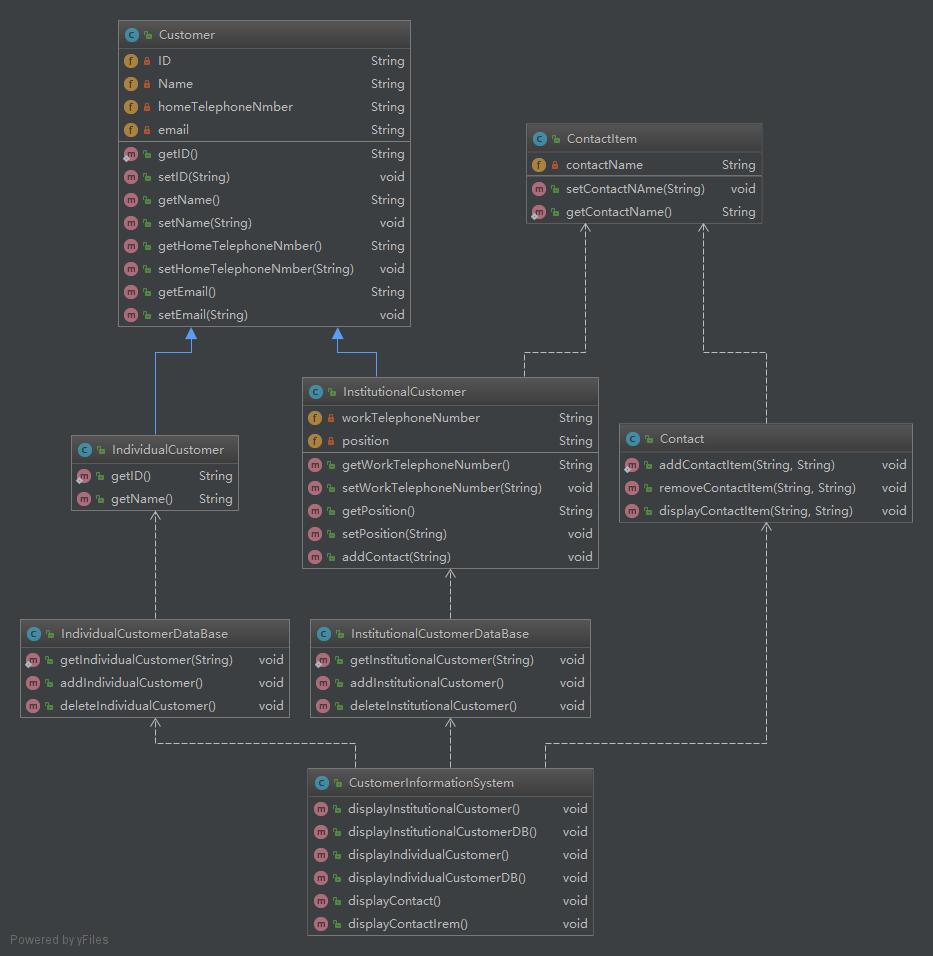 Customer
ID String
Name String
homeTelephoneNmber String
email String
getID() String
setID(String) void
getName() String
setName(String) void
getHomeTelephoneNmber() String
setHomeTelephoneNmber(String) void
getEmail() String
setEmail(String) void
ContactItem
contactName String
setContactNAme(String) void
getContactName() String
InstitutionalCustomer
workTelephoneNumber String
position String
getWorkTelephoneNumber() String
setWorkTelephoneNumber(String) void
getPosition() String
setPosition(String) void
addContact(String) void
IndividualCustomer
getID() String
getName() String
Contact
addContactItem(String, String) void
removeContactItem(String, String) void
displayContactItem(String, String) void
IndividualCustomerDataBase
getIndividualCustomer(String) void
addIndividualCustomer() void
deleteIndividualCustomer() void
InstitutionalCustomerDataBase
getInstitutionalCustomer(String) void
addInstitutionalCustomer() void
deleteInstitutionalCustomer() void
CustomerInformationSystem
displayInstitutionalCustomer() void
displayInstitutionalCustomerDB() void
displayIndividualCustomer() void
displayIndividualCustomerDB() void
displayContact() void
displayContactIrem() void
Powered by yFiles